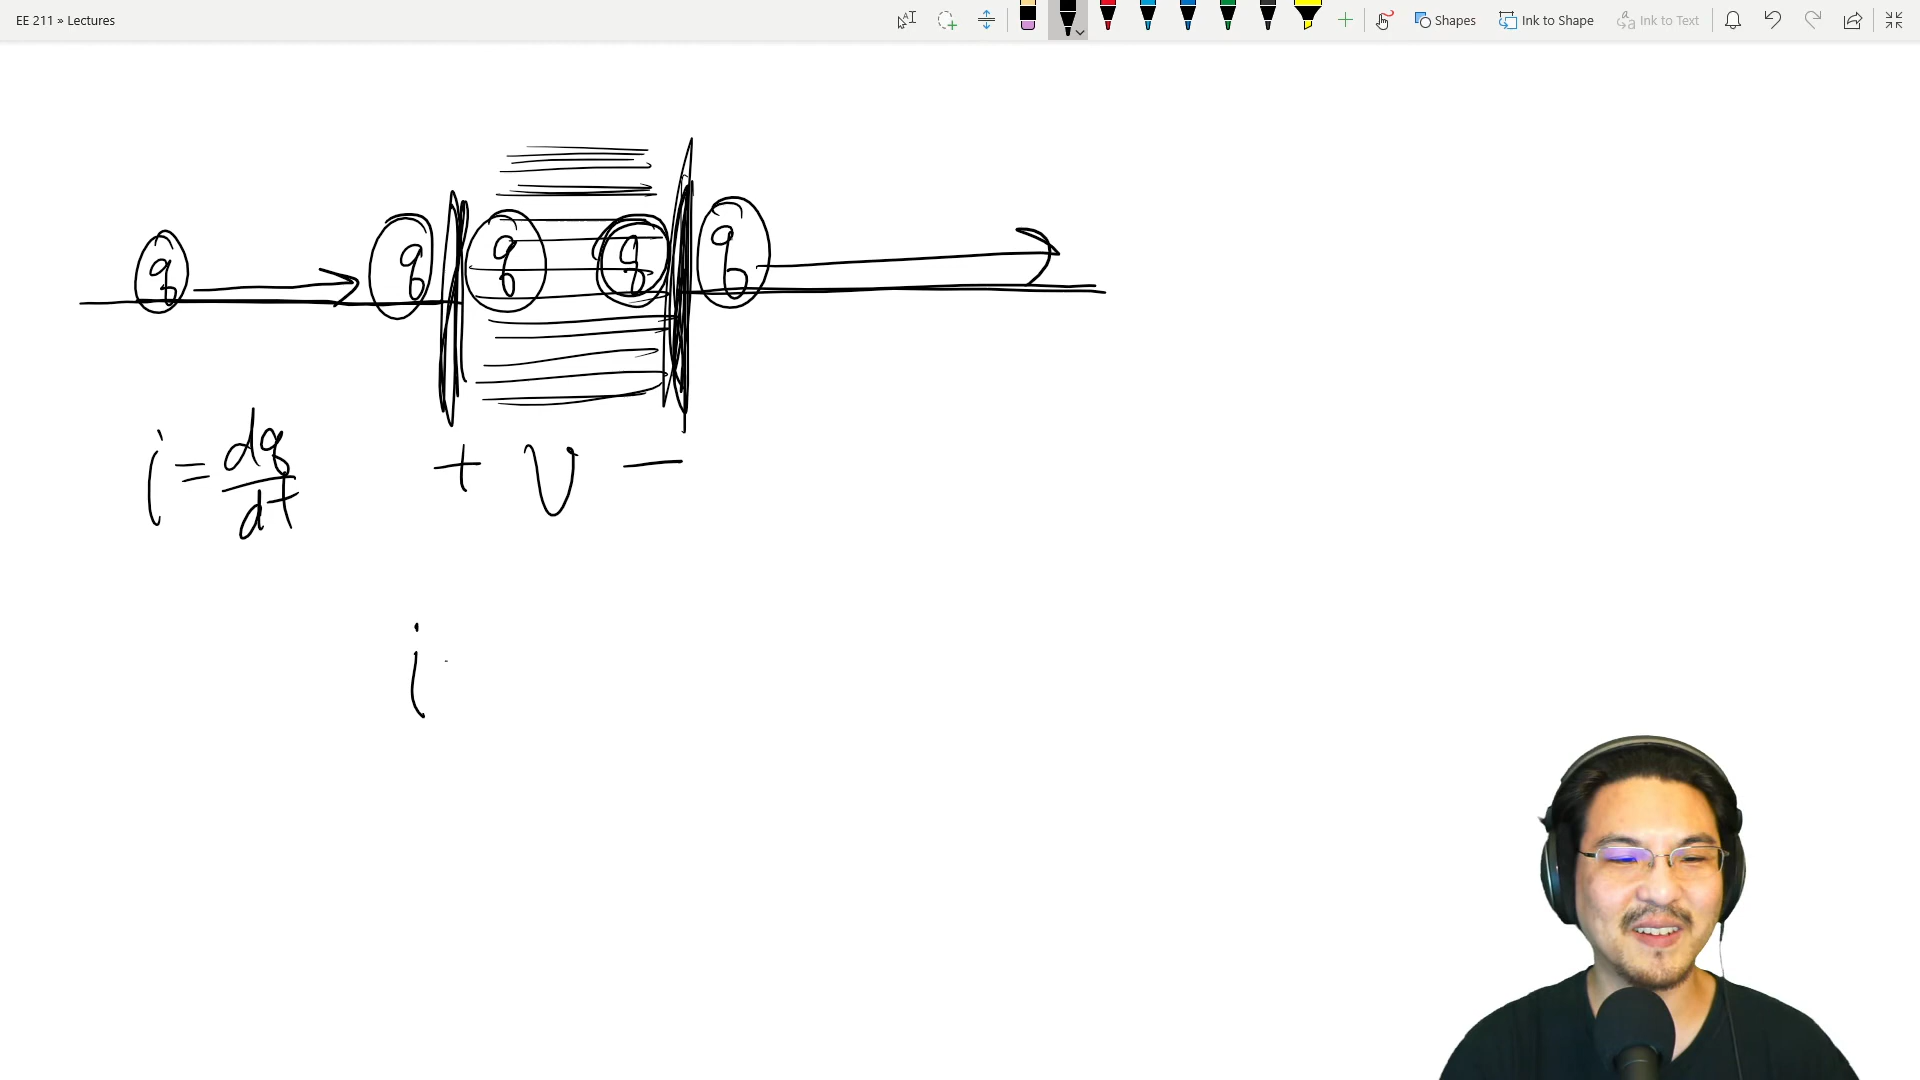 EE 211 » Lectures
Shapes Ink to Shape Ink to Text
q q q q q
i = dq/dt + V -
i